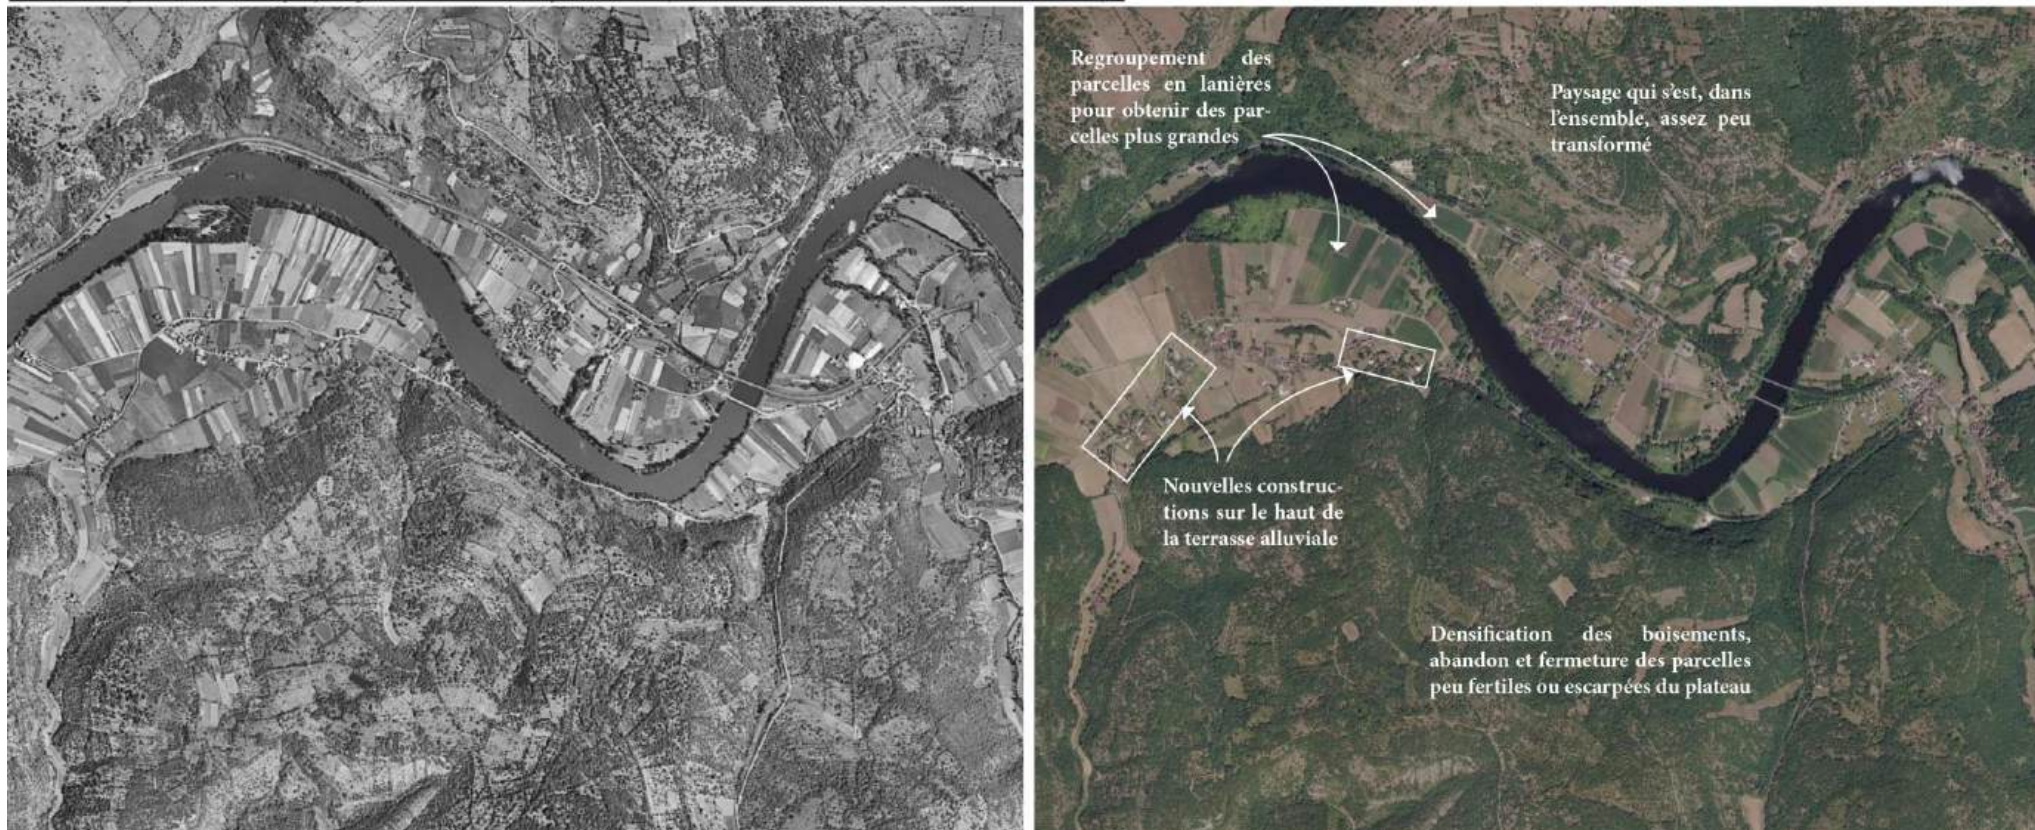 Regroupement des
parcelles en lanières
pour obtenir des par-
celles plus grandes
Paysage qui s'est, dans
l'ensemble, assez peu
transformé
Nouvelles construc-
tions sur le haut de
la terrasse alluviale
Densification des boisements,
abandon et fermeture des parcelles
peu fertiles ou escarpées du plateau